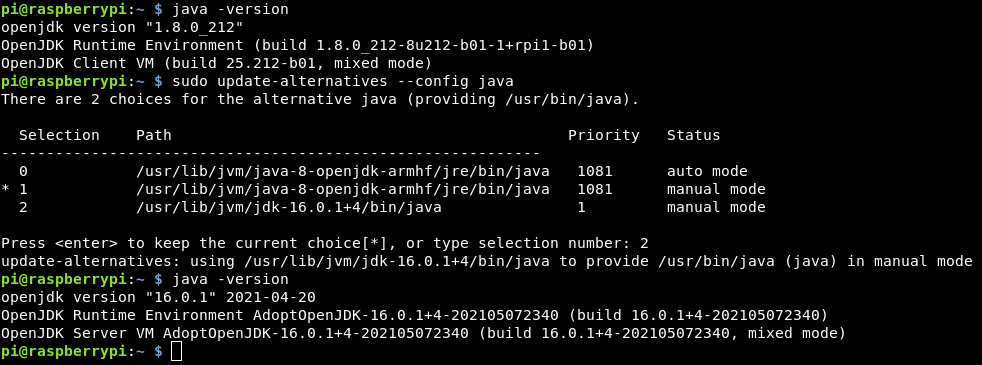 pi@raspberrypi:~ $ java -version
openjdk version "1.8.0_212"
OpenJDK Runtime Environment (build 1.8.0_212-8u212-b01-1+rpi1-b01)
OpenJDK Client VM (build 25.212-b01, mixed mode)
pi@raspberrypi:~ $ sudo update-alternatives --config java
There are 2 choices for the alternative java (providing /usr/bin/java).

  Selection    Path                                                Priority   Status
------------------------------------------------------------
  0            /usr/lib/jvm/java-8-openjdk-armhf/jre/bin/java   1081      auto mode
* 1            /usr/lib/jvm/java-8-openjdk-armhf/jre/bin/java   1081      manual mode
  2            /usr/lib/jvm/jdk-16.0.1+4/bin/java               1         manual mode

Press <enter> to keep the current choice[*], or type selection number: 2
update-alternatives: using /usr/lib/jvm/jdk-16.0.1+4/bin/java to provide /usr/bin/java (java) in manual mode
pi@raspberrypi:~ $ java -version
openjdk version "16.0.1" 2021-04-20
OpenJDK Runtime Environment AdoptOpenJDK-16.0.1+4-202105072340 (build 16.0.1+4-202105072340)
OpenJDK Server VM AdoptOpenJDK-16.0.1+4-202105072340 (build 16.0.1+4-202105072340, mixed mode)
pi@raspberrypi:~ $